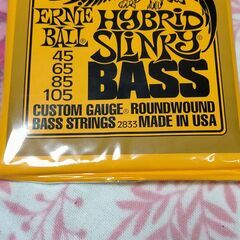 ERNIE BALL
HYBRID SLINKY
BASS
45
65
85
105
CUSTOM GAUGE® ROUNDWOUND
BASS STRINGS 2833 MADE IN USA